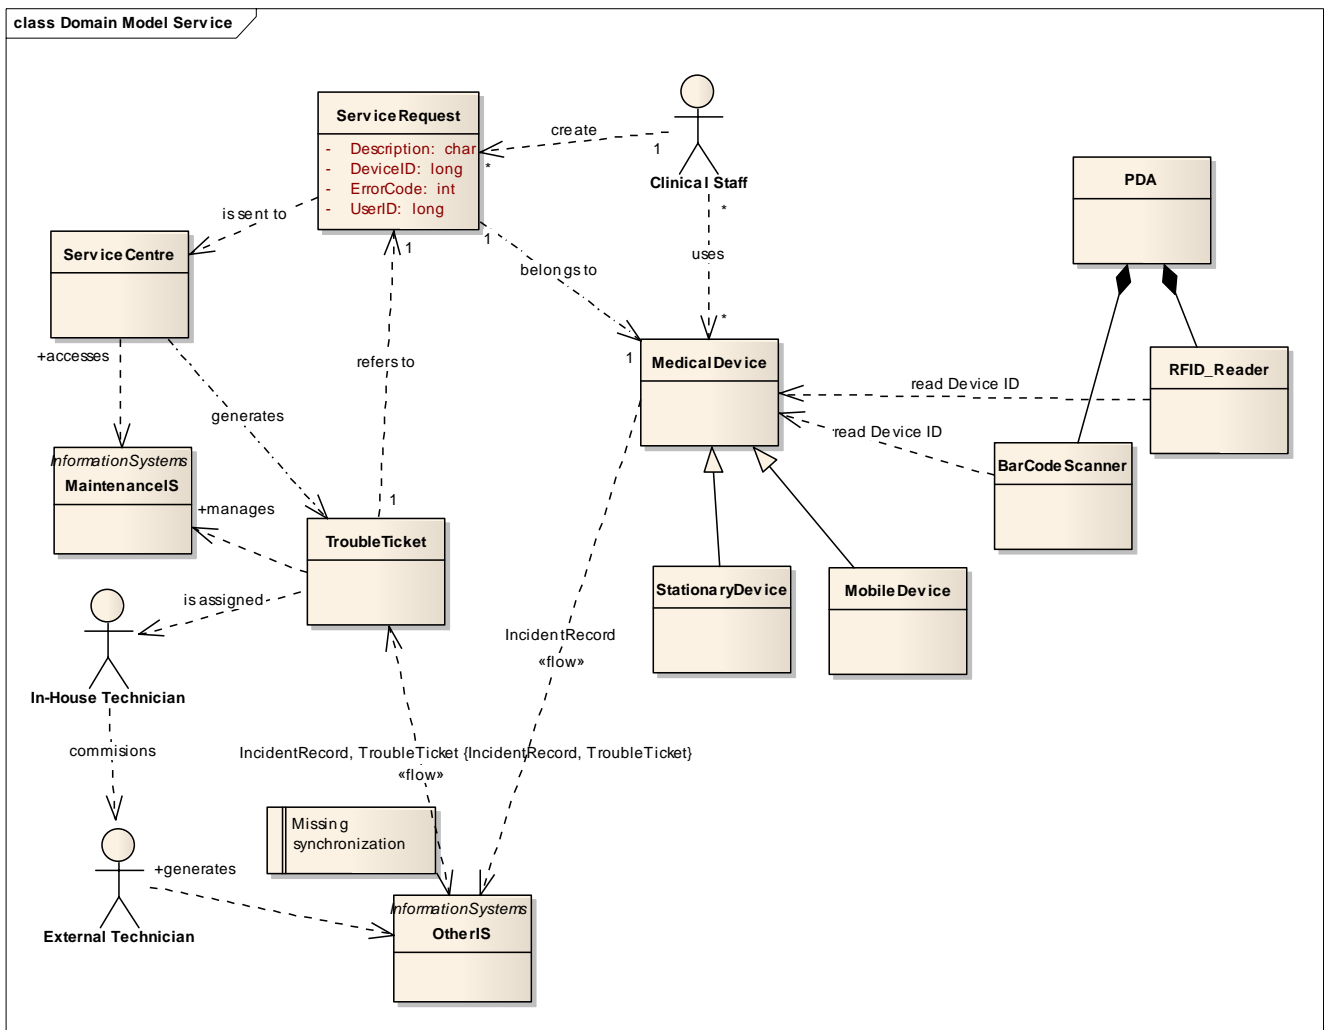 class Domain Model Service
ServiceRequest
- Description: char
- DeviceID: long
- ErrorCode: int
- UserID: long
create
1
*
Clinical Staff
PDA
is sent to
ServiceCentre
1
1
belongs to
*
uses
*
+accesses
refers to
1
MedicalDevice
RFID_Reader
read Device ID
generates
read Device ID
BarCodeScanner
InformationSystems
MaintenanceIS
+manages
1
TroubleTicket
StationaryDevice
MobileDevice
is assigned
IncidentRecord
«flow»
In-House Technician
commisions
IncidentRecord, TroubleTicket {IncidentRecord, TroubleTicket}
«flow»
Missing
synchronization
+generates
External Technician
InformationSystems
OtherIS